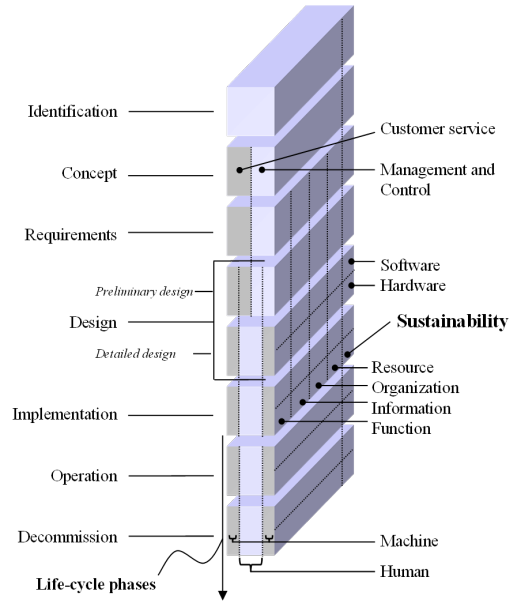 Identification
Customer service
Concept
Management and
Control
Requirements
Software
Preliminary design
Hardware
Design
Sustainability
Detailed design
Resource
Organization
Implementation
Information
Function
Operation
Decommission
Machine
Life-cycle phases
Human